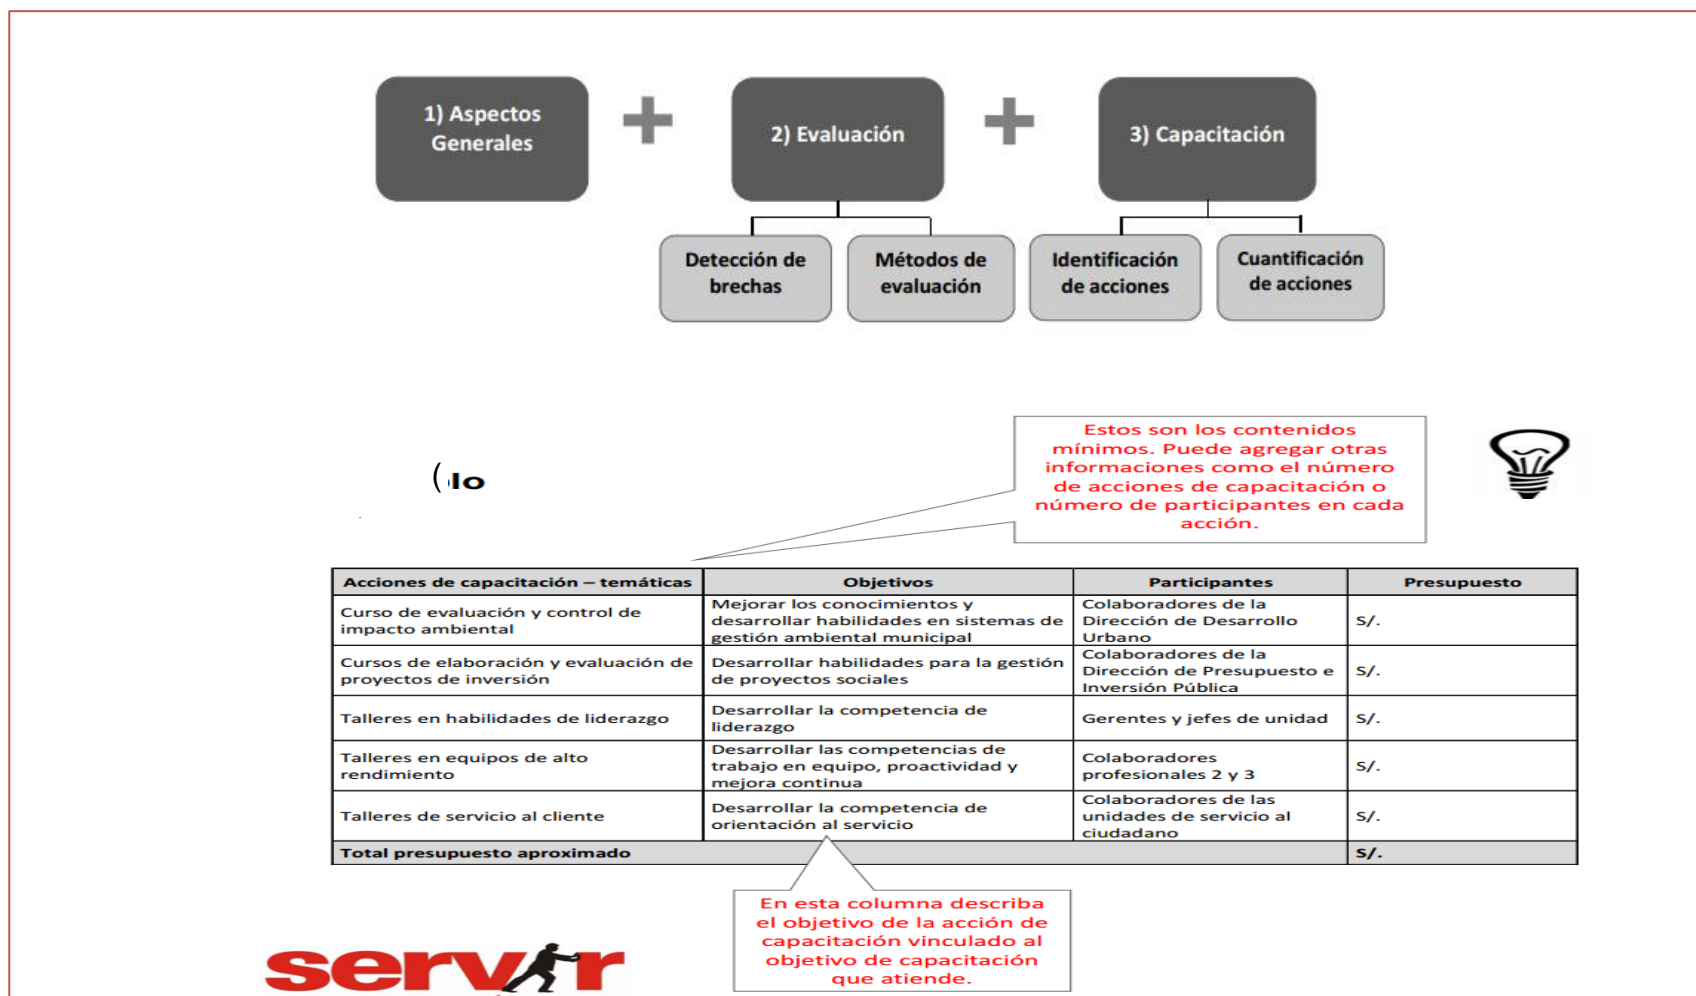 1) Aspectos
Generales
2) Evaluación
3) Capacitación
Detección de
brechas
Métodos de
evaluación
Identificación
de acciones
Cuantificación
de acciones
Estos son los contenidos
mínimos. Puede agregar otras
informaciones como el número
de acciones de capacitación o
número de participantes en cada
acción.
Acciones de capacitación – temáticas
Objetivos
Participantes
Presupuesto
Curso de evaluación y control de
impacto ambiental
Mejorar los conocimientos y
desarrollar habilidades en sistemas de
gestión ambiental municipal
Colaboradores de la
Dirección de Desarrollo
Urbano
S/.
Cursos de elaboración y evaluación de
proyectos de inversión
Desarrollar habilidades para la gestión
de proyectos sociales
Colaboradores de la
Dirección de Presupuesto e
Inversión Pública
S/.
Talleres en habilidades de liderazgo
Desarrollar la competencia de
liderazgo
Gerentes y jefes de unidad
S/.
Talleres en equipos de alto
rendimiento
Desarrollar las competencias de
trabajo en equipo, proactividad y
mejora continua
Colaboradores
profesionales 2 y 3
S/.
Talleres de servicio al cliente
Desarrollar la competencia de
orientación al servicio
Colaboradores de las
unidades de servicio al
ciudadano
S/.
Total presupuesto aproximado
S/.
En esta columna describa
el objetivo de la acción de
capacitación vinculado al
objetivo de capacitación
que atiende.
servir